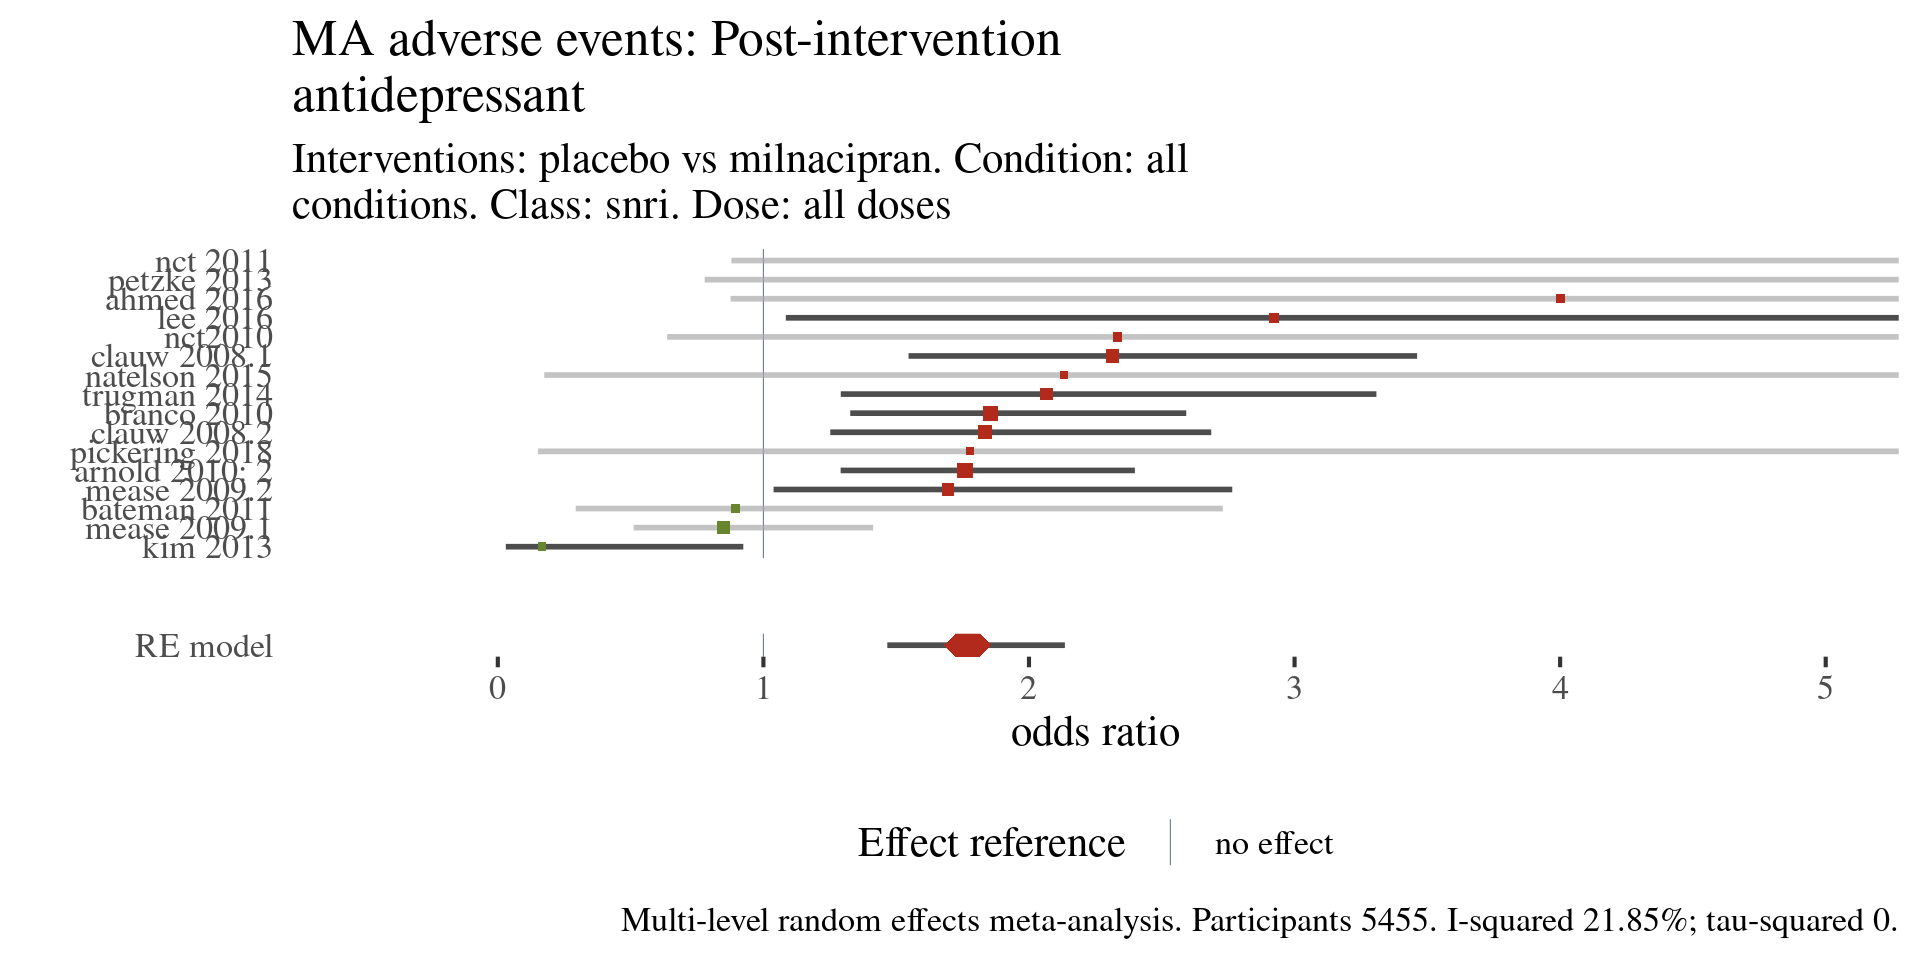 MA adverse events: Post-intervention
antidepressant
Interventions: placebo vs milnacipran. Condition: all
conditions. Class: snri. Dose: all doses
nct 2011
petzke 2013
ahmed 2016
lee 2016
nct2010
clauw 2008.1
natelson 2015
trugman 2014
branco 2010
clauw 2008.2
pickering 2018
arnold 2010: 2
mease 2009.2
bateman 2011
mease 2009.1
kim 2013
RE model
0 1 2 3 4 5
odds ratio
Effect reference no effect
Multi-level random effects meta-analysis. Participants 5455. I-squared 21.85%; tau-squared 0.